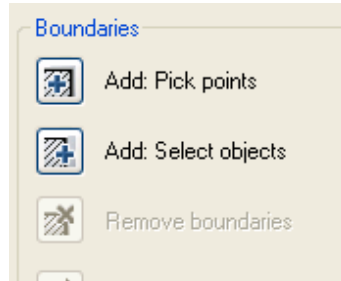 Boundaries
Add: Pick points
Add: Select objects
Remove boundaries